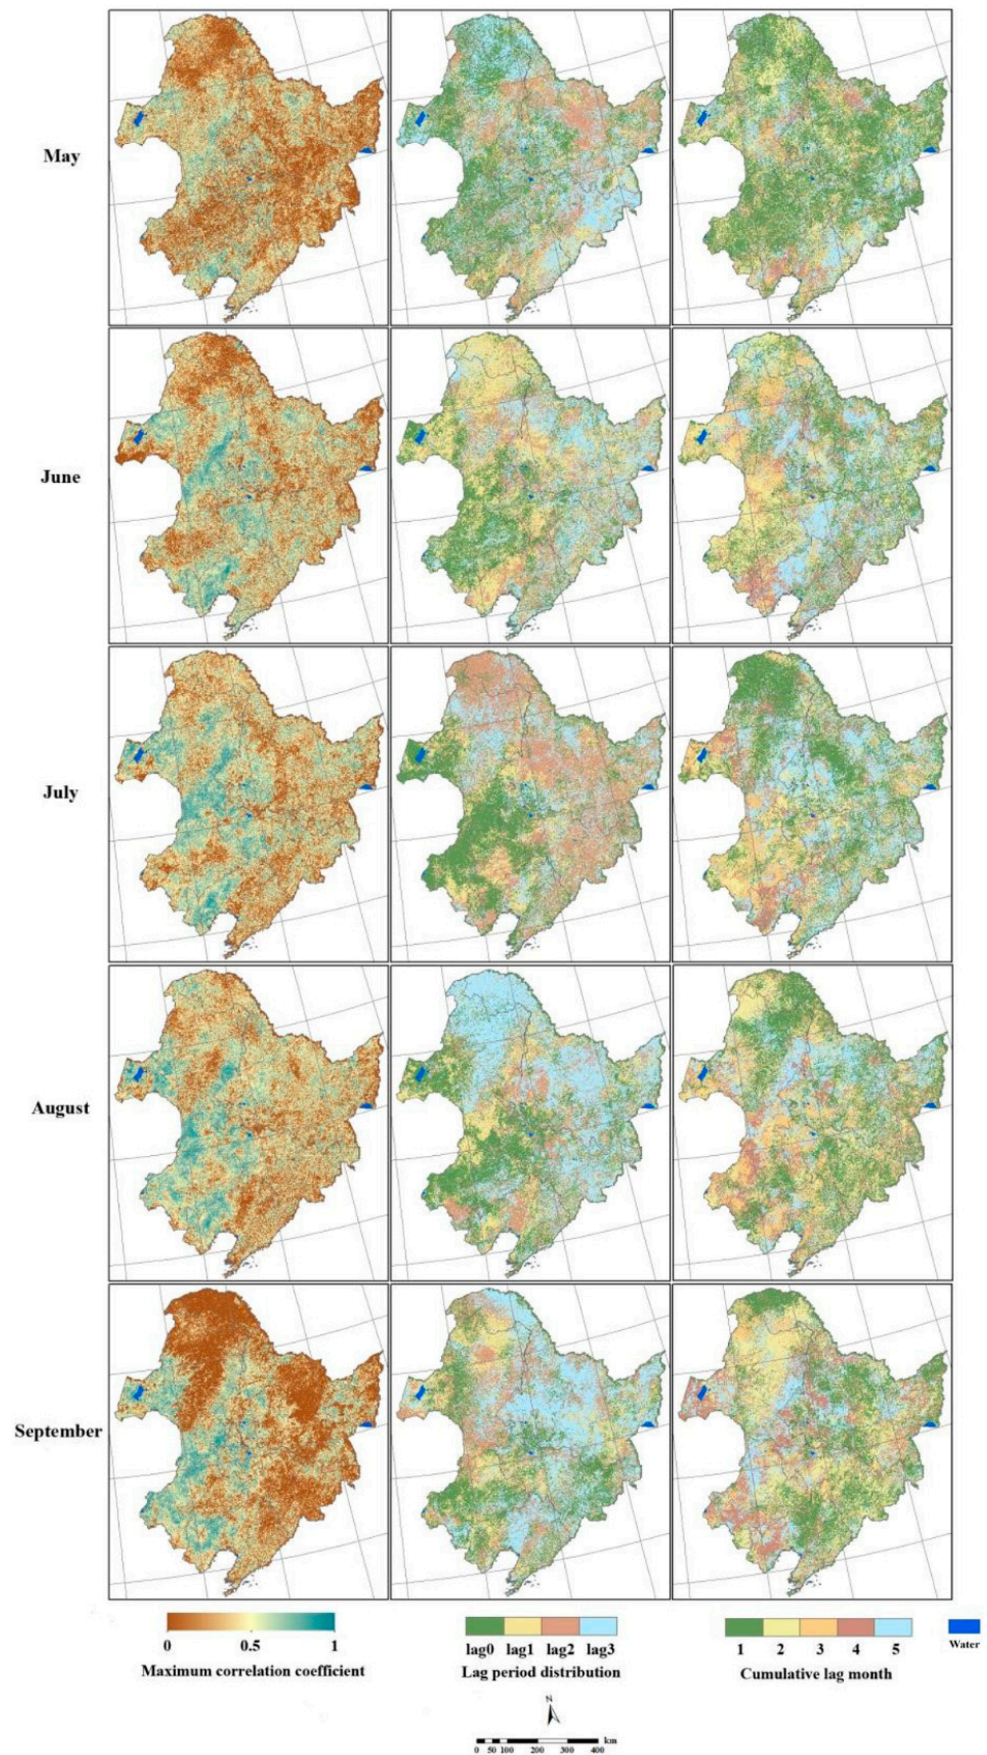 May
June
July
August
September
0 0.5 1
Maximum correlation coefficient
lag0 lag1 lag2 lag3
Lag period distribution
1 2 3 4 5
Cumulative lag month
Water
N
0 50 100 200 300 400 km